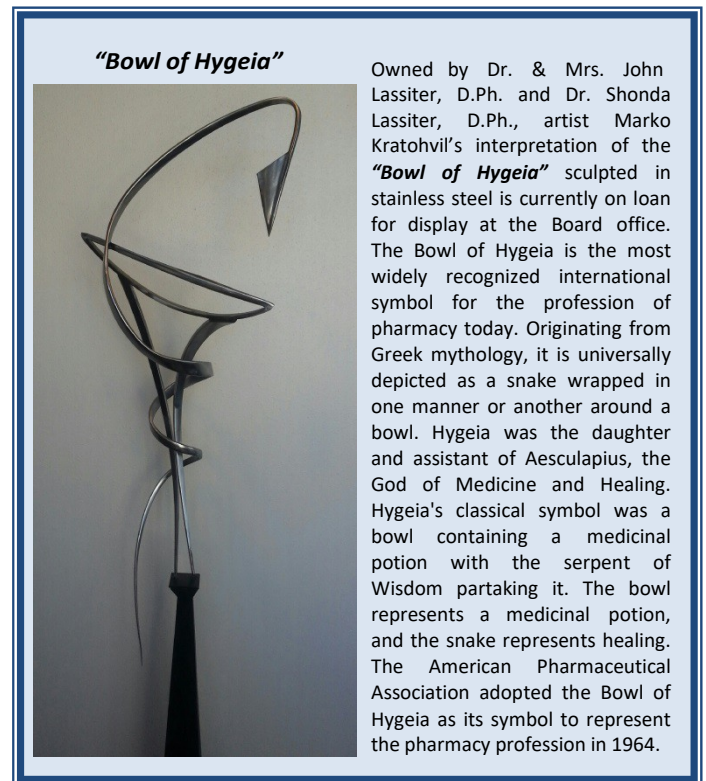 “Bowl of Hygeia”
Owned by Dr. & Mrs. John
Lassiter, D.Ph. and Dr. Shonda
Lassiter, D.Ph., artist Marko
Kratohvil’s interpretation of the
“Bowl of Hygeia” sculpted in
stainless steel is currently on loan
for display at the Board office.
The Bowl of Hygeia is the most
widely recognized international
symbol for the profession of
pharmacy today. Originating from
Greek mythology, it is universally
depicted as a snake wrapped in
one manner or another around a
bowl. Hygeia was the daughter
and assistant of Aesculapius, the
God of Medicine and Healing.
Hygeia's classical symbol was a
bowl containing a medicinal
potion with the serpent of
Wisdom partaking it. The bowl
represents a medicinal potion,
and the snake represents healing.
The American Pharmaceutical
Association adopted the Bowl of
Hygeia as its symbol to represent
the pharmacy profession in 1964.